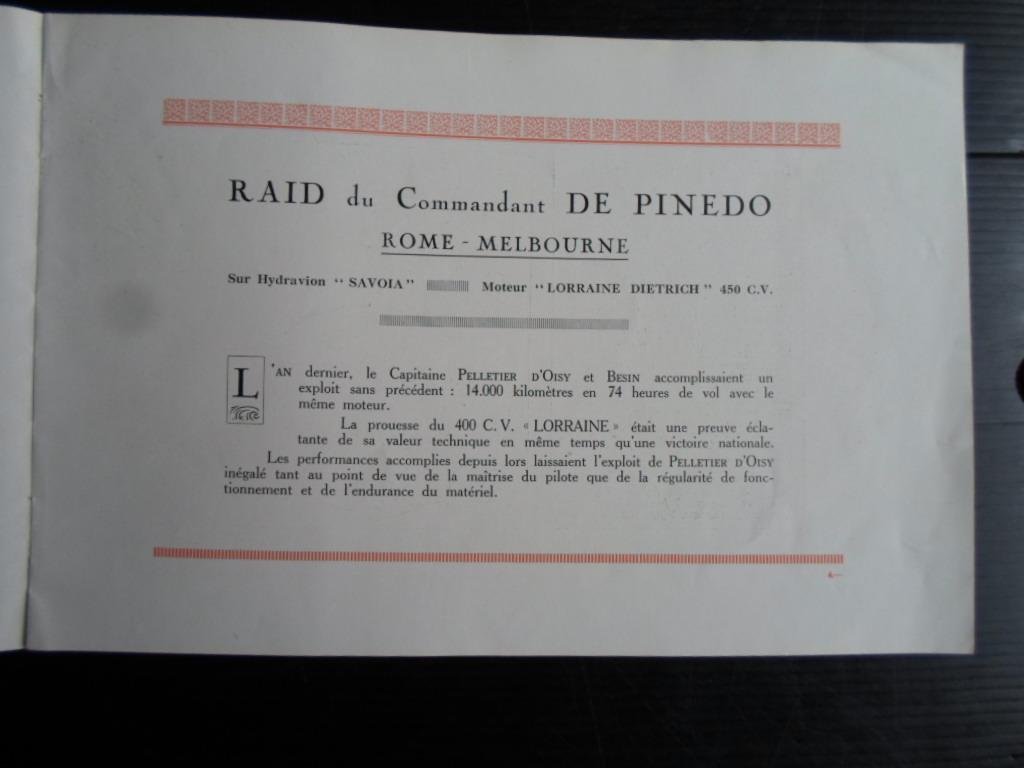 RAID du Commandant DE PINEDO
ROME - MELBOURNE
Sur Hydravion “ SAVOIA ” Moteur “ LORRAINE DIETRICH ” 450 C.V.
L'AN dernier, le Capitaine PELLETIER D'OISY et BESIN accomplissaient un
exploit sans précédent : 14.000 kilomètres en 74 heures de vol avec le
même moteur.
La prouesse du 400 C.V. « LORRAINE » était une preuve écla-
tante de sa valeur technique en même temps qu'une victoire nationale.
Les performances accomplies depuis lors laissaient l'exploit de PELLETIER D'OISY
inégalé tant au point de vue de la maîtrise du pilote que de la régularité de fonc-
tionnement et de l'endurance du matériel.